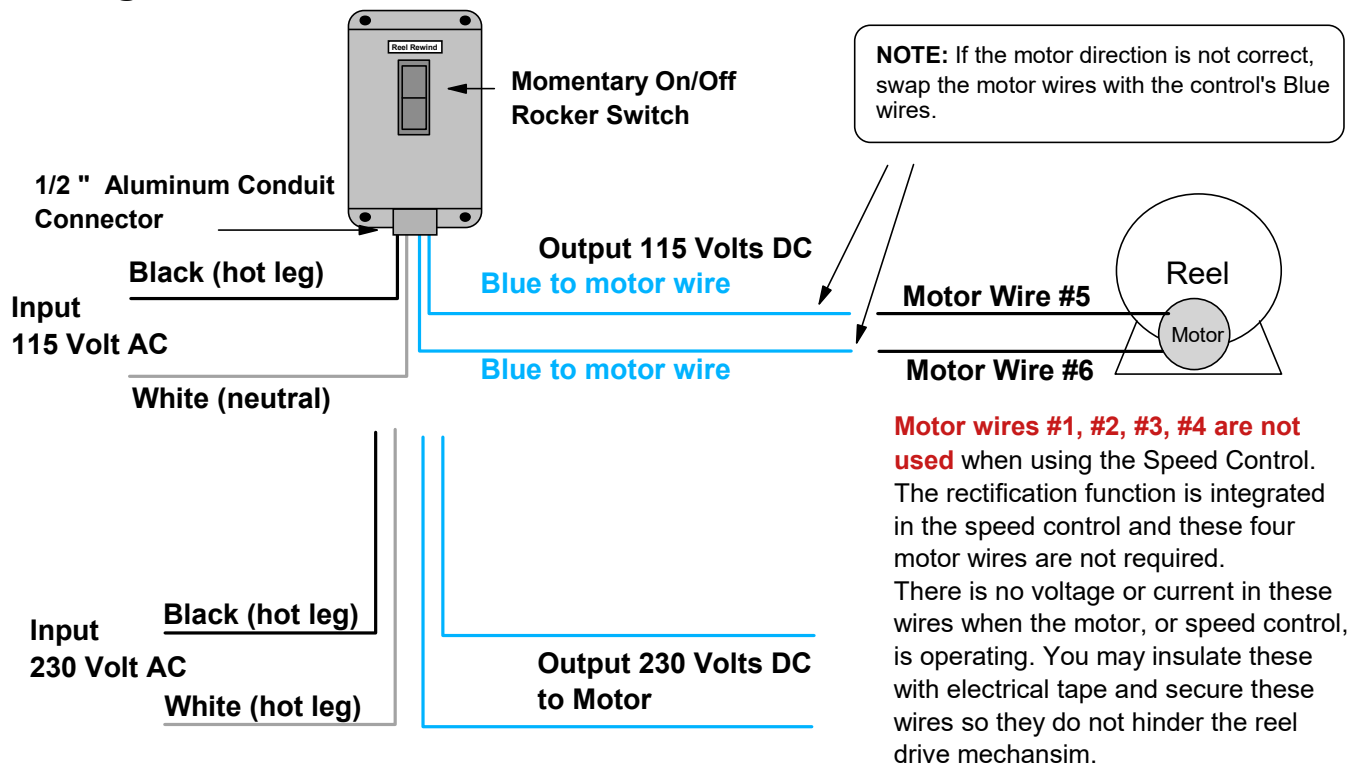 Reel Rewind
Momentary On/Off
Rocker Switch
NOTE: If the motor direction is not correct,
swap the motor wires with the control's Blue
wires.
1/2 " Aluminum Conduit
Connector
Output 115 Volts DC
Black (hot leg)
Blue to motor wire
Input
115 Volt AC
Motor Wire #5
Reel
Motor
Blue to motor wire
Motor Wire #6
White (neutral)
Motor wires #1, #2, #3, #4 are not
used when using the Speed Control.
The rectification function is integrated
in the speed control and these four
motor wires are not required.
There is no voltage or current in these
wires when the motor, or speed control,
is operating. You may insulate these
with electrical tape and secure these
wires so they do not hinder the reel
drive mechansim.
Black (hot leg)
Input
230 Volt AC
White (hot leg)
Output 230 Volts DC
to Motor